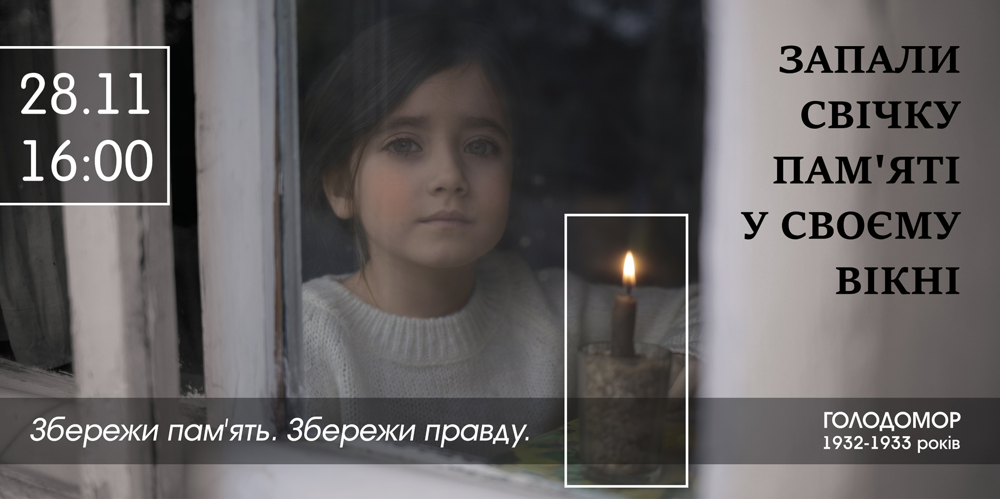 28.11
16:00
ЗАПАЛИ
СВІЧКУ
ПАМ'ЯТІ
У СВОЄМУ
ВІКНІ
Збережи пам'ять. Збережи правду.
ГОЛОДОМОР
1932-1933 років